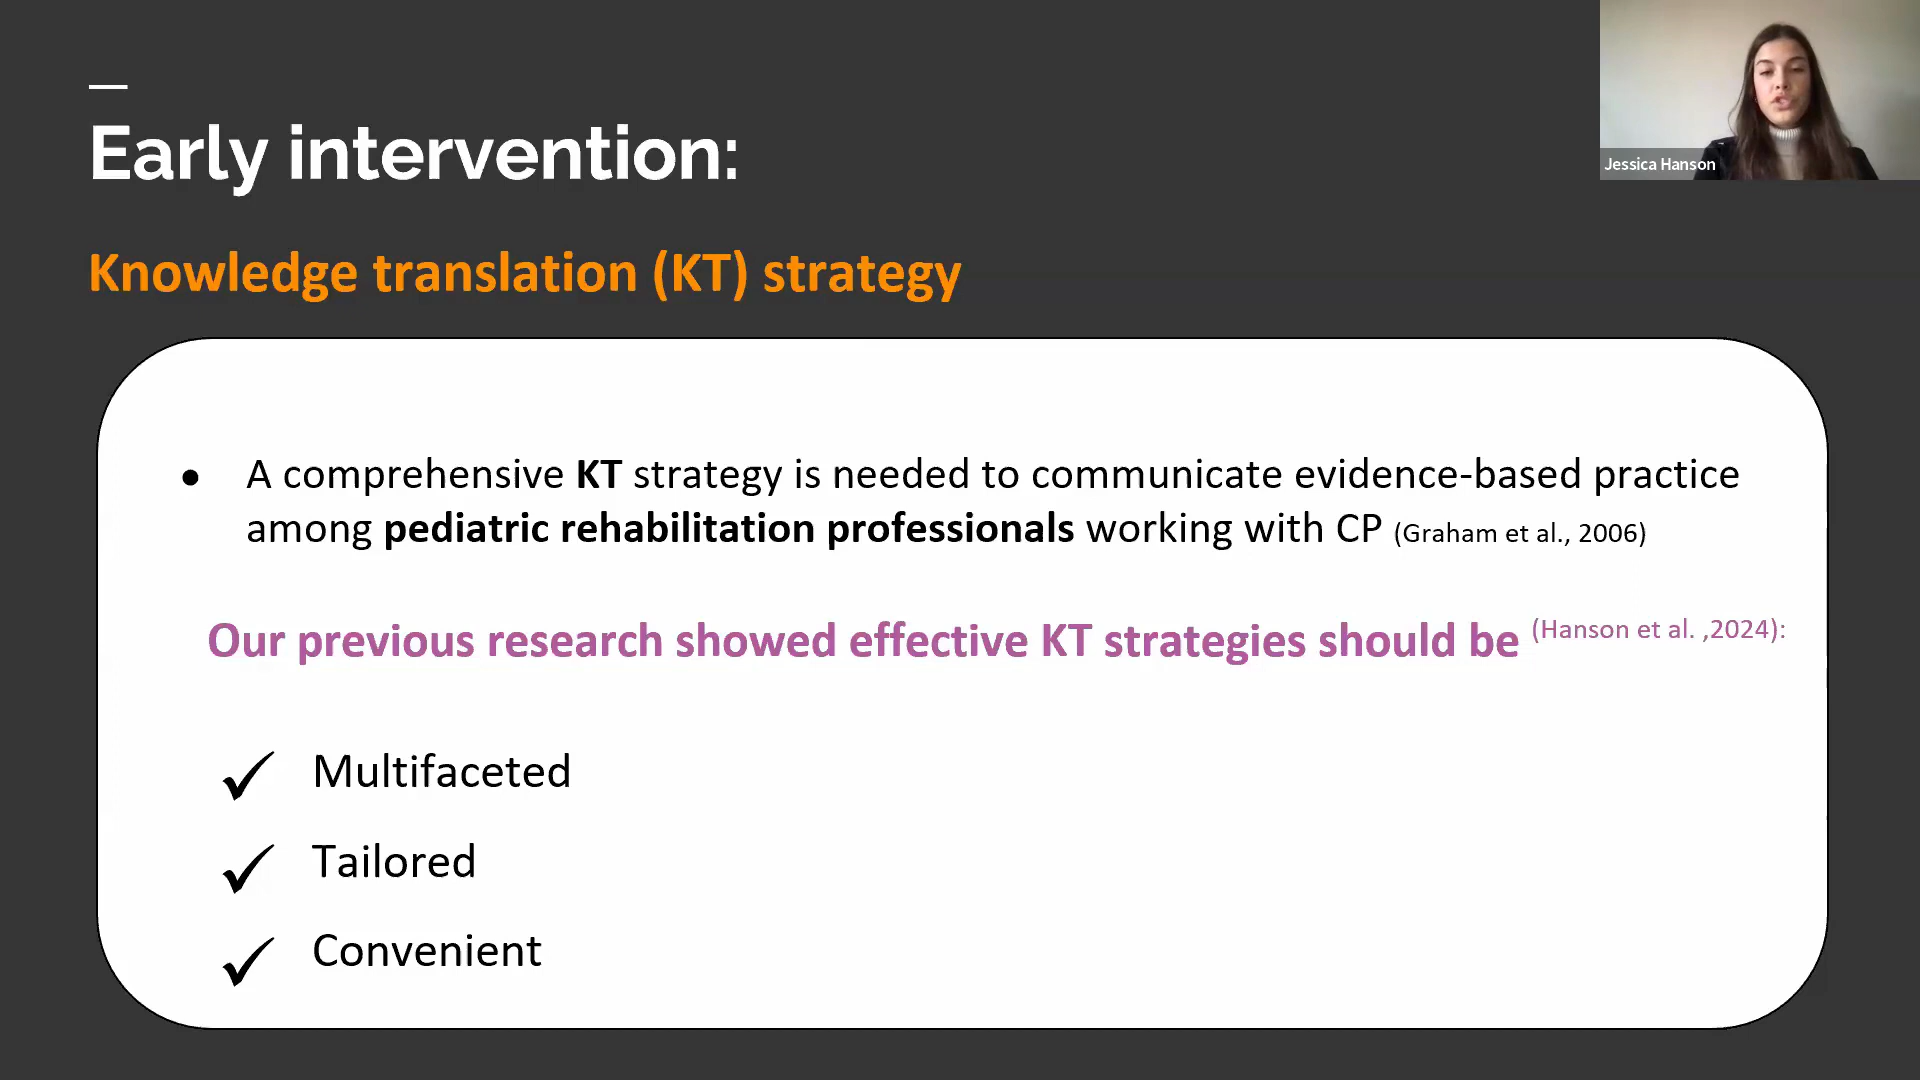 Early intervention:
Jessica Hanson
Knowledge translation (KT) strategy
● A comprehensive KT strategy is needed to communicate evidence-based practice
among pediatric rehabilitation professionals working with CP (Graham et al., 2006)
Our previous research showed effective KT strategies should be (Hanson et al. ,2024):
✓ Multifaceted
✓ Tailored
✓ Convenient